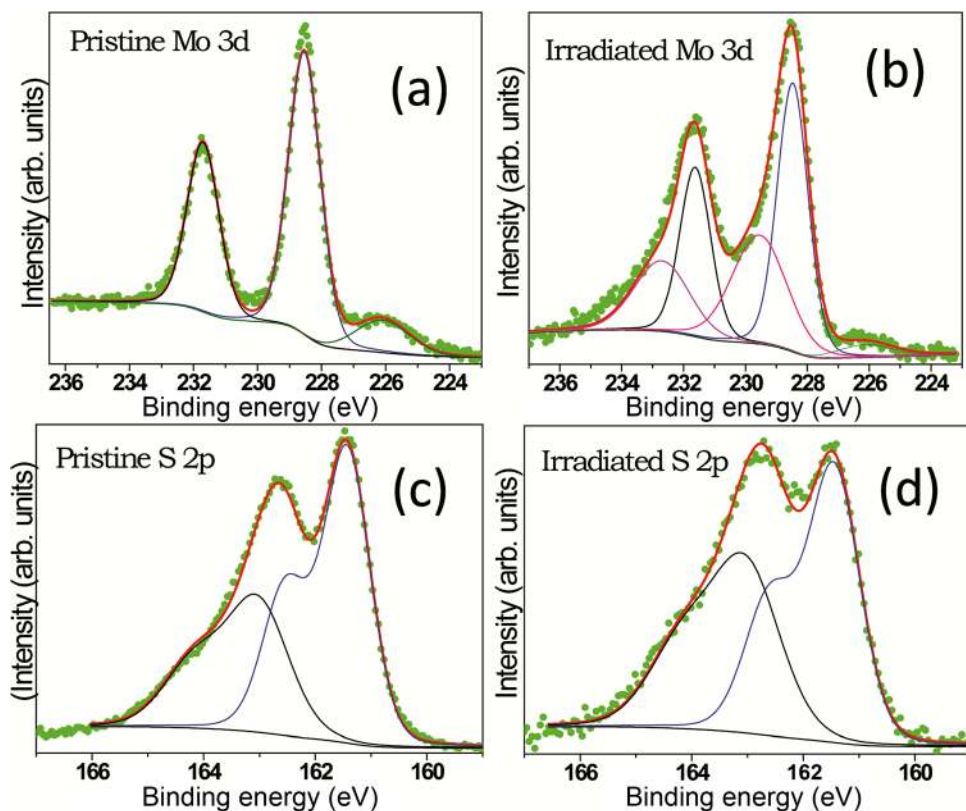 Pristine Mo 3d
(a)
Intensity (arb. units)
236 234 232 230 228 226 224
Binding energy (eV)
Irradiated Mo 3d
(b)
Intensity (arb. units)
236 234 232 230 228 226 224
Binding energy (eV)
Pristine S 2p
(c)
(Intensity (arb. units)
166 164 162 160
Binding energy (eV)
Irradiated S 2p
(d)
Intensity (arb. units)
166 164 162 160
Binding energy (eV)